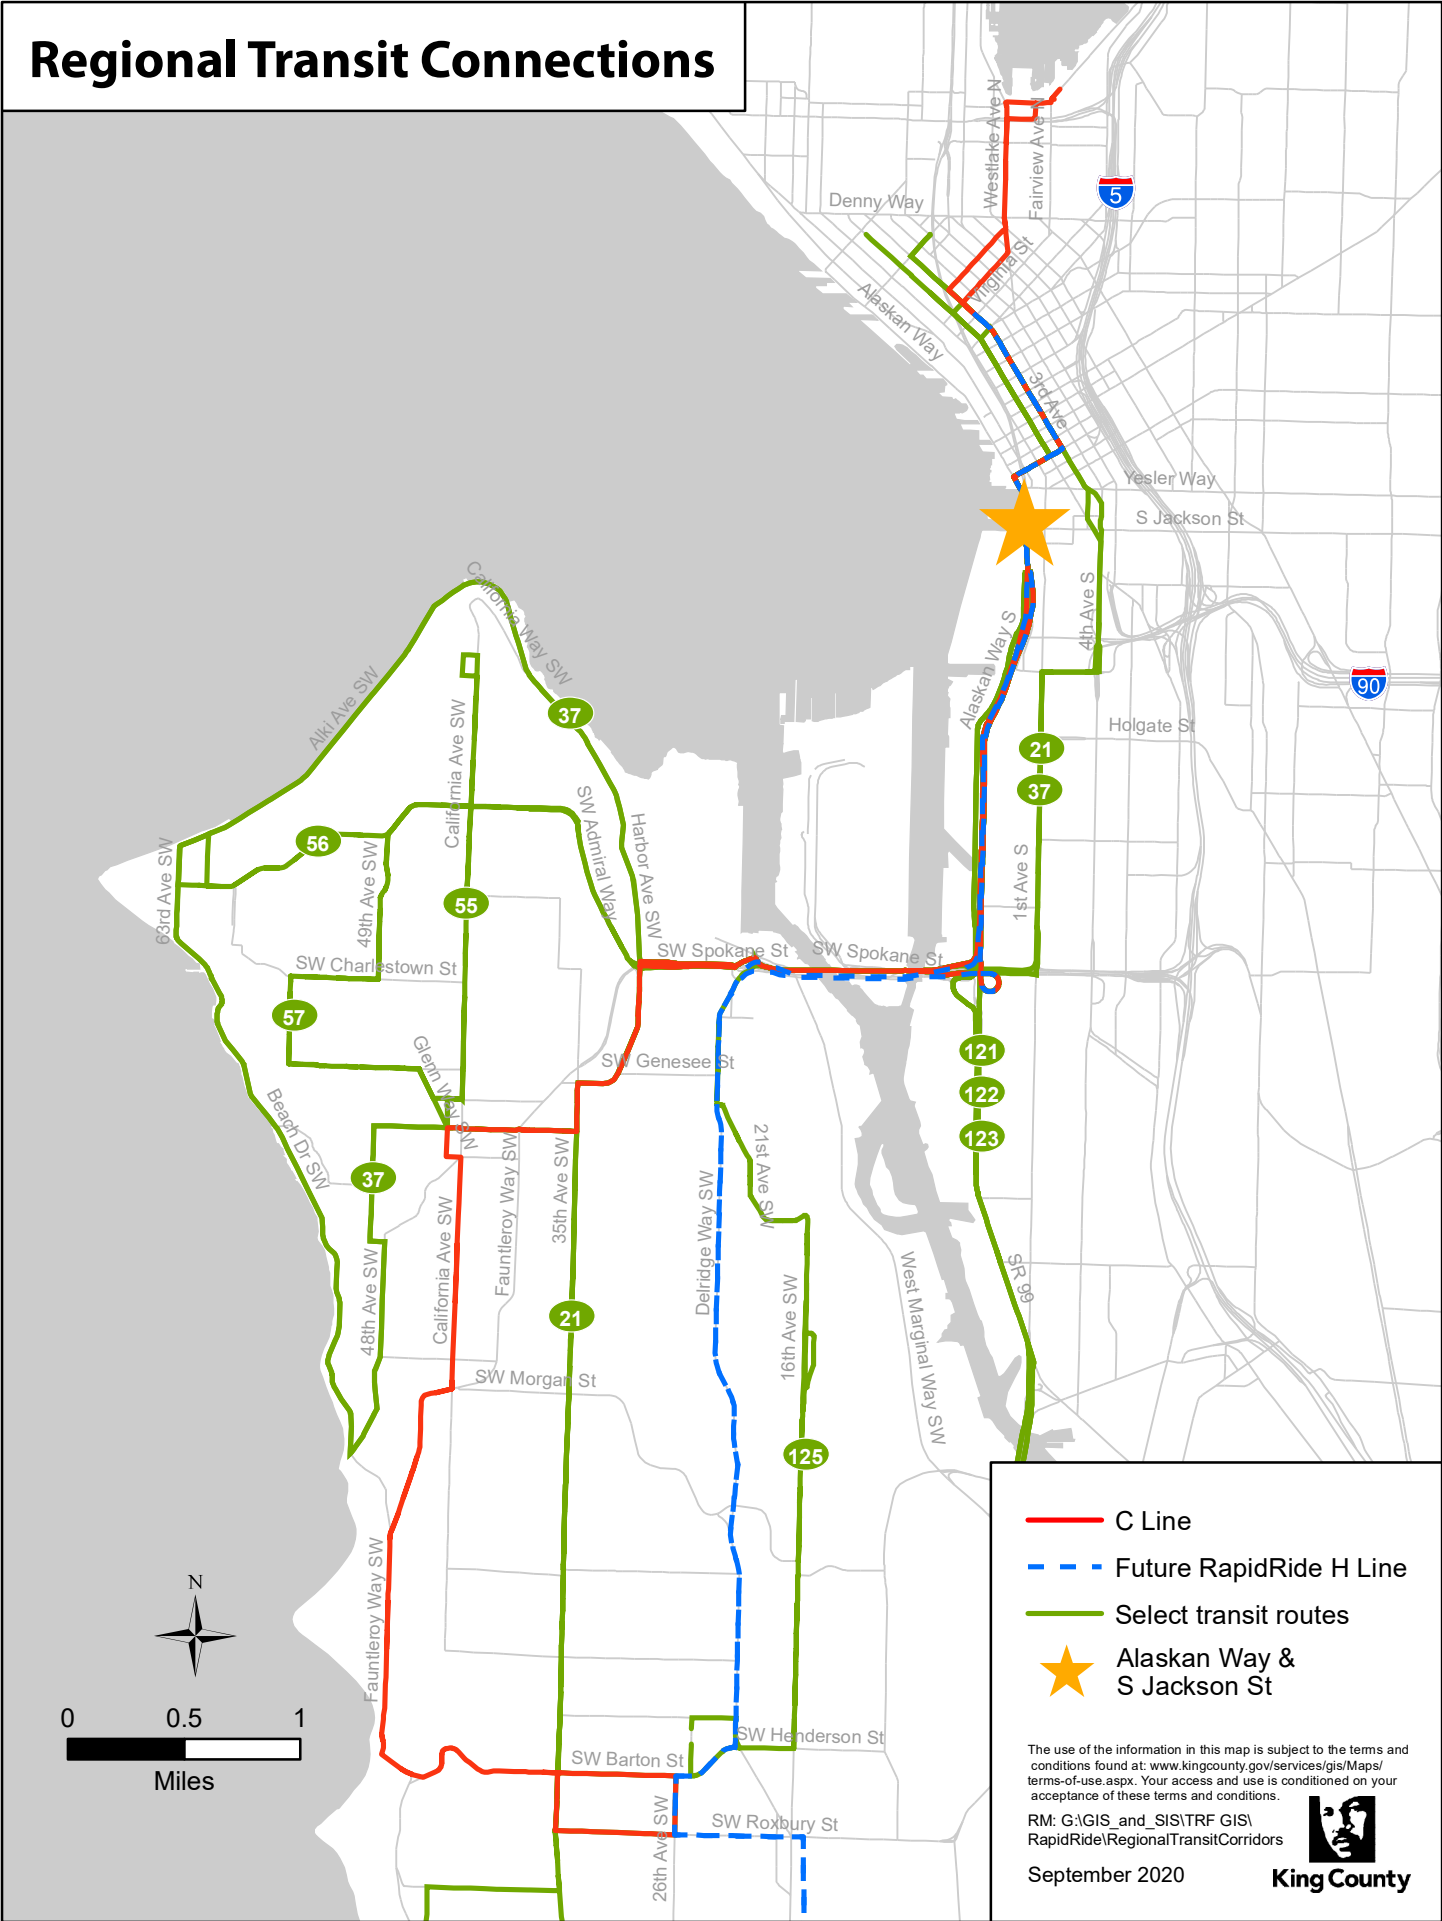 Regional Transit Connections
Westlake Ave N
Fairview Ave N
5
Denny Way
Virginia St
Alaskan Way
3rd Ave
Yesler Way
S Jackson St
California Way SW
4th Ave S
Alaskan Way S
Alki Ave SW
90
California Ave SW
37
Holgate St
21
37
SW Admiral Way
Harbor Ave SW
56
63rd Ave SW
49th Ave SW
55
1st Ave S
SW Spokane St
SW Spokane St
SW Charlestown St
57
Glenn Way SW
SW Genesee St
121
122
123
Beach Dr SW
37
21st Ave SW
Fauntleroy Way SW
35th Ave SW
Delridge Way SW
California Ave SW
48th Ave SW
16th Ave SW
West Marginal Way SW
SR 99
21
SW Morgan St
125
C Line
Future RapidRide H Line
Select transit routes
Alaskan Way &
S Jackson St
Fauntleroy Way SW
N
0 0.5 1
Miles
SW Henderson St
SW Barton St
26th Ave SW
SW Roxbury St
The use of the information in this map is subject to the terms and
conditions found at: www.kingcounty.gov/services/gis/Maps/
terms-of-use.aspx. Your access and use is conditioned on your
acceptance of these terms and conditions.
RM: G:\GIS_and_SIS\TRF GIS\
RapidRide\RegionalTransitCorridors
September 2020
King County